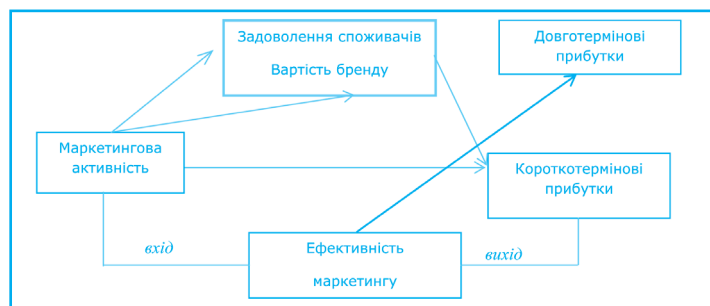 Задоволення споживачів
Вартість бренду
Довготермінові
прибутки
Маркетингова
активність
Короткотермінові
прибутки
вхід
Ефективність
маркетингу
вихід